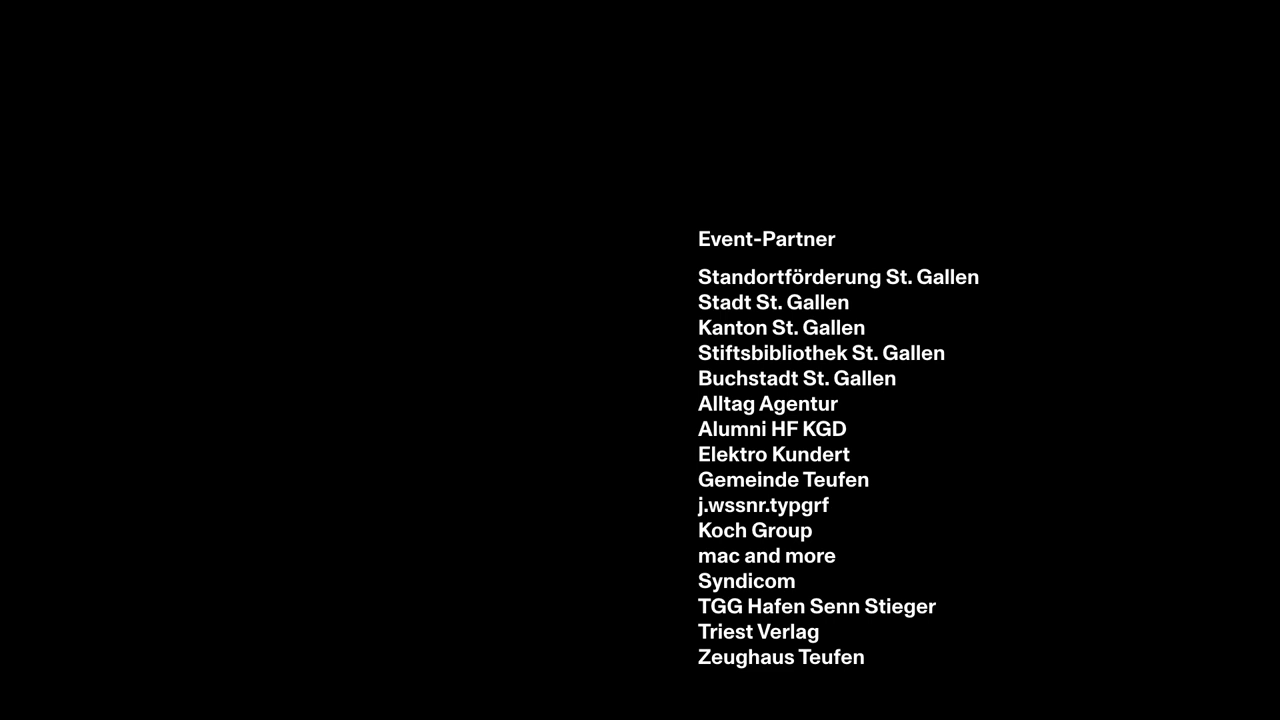 Event-Partner
Standortförderung St. Gallen
Stadt St. Gallen
Kanton St. Gallen
Stiftsbibliothek St. Gallen
Buchstadt St. Gallen
Alltag Agentur
Alumni HF KGD
Elektro Kundert
Gemeinde Teufen
j.wssnr.typgrf
Koch Group
mac and more
Syndicom
TGG Hafen Senn Stieger
Triest Verlag
Zeughaus Teufen